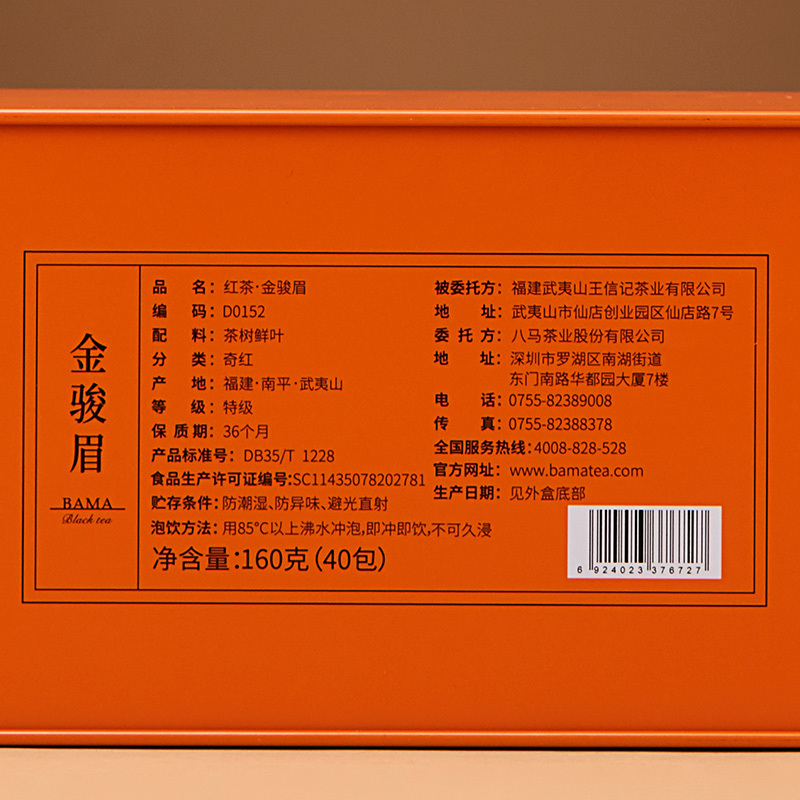 金骏眉
BAMA
Black tea
品名：红茶·金骏眉
编码：D0152
配料：茶树鲜叶
分类：奇红
产地：福建·南平·武夷山
等级：特级
保质期：36个月
产品标准号：DB35/T 1228
食品生产许可证编号:SC11435078202781
贮存条件：防潮湿、防异味、避光直射
泡饮方法：用85℃以上沸水冲泡,即冲即饮,不可久浸
净含量:160克(40包)
被委托方：福建武夷山王信记茶业有限公司
地址：武夷山市仙店创业园区仙店路7号
委托方：八马茶业股份有限公司
地址：深圳市罗湖区南湖街道
东门南路华都园大厦7楼
电话：0755-82389008
传真：0755-82388378
全国服务热线：4008-828-528
官方网址：www.bamatea.com
生产日期：见外盒底部
6 924023 376727